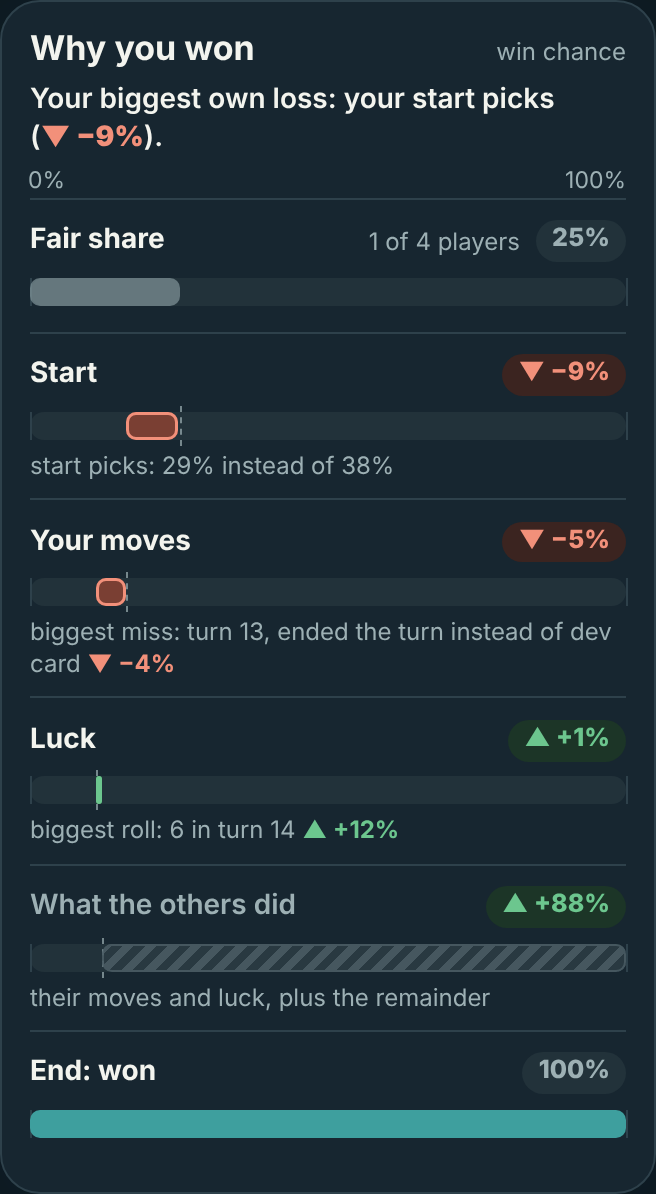 Why you won
win chance
Your biggest own loss: your start picks
(▼ −9%).
0%
100%
Fair share
1 of 4 players
25%
Start
▼ −9%
start picks: 29% instead of 38%
Your moves
▼ −5%
biggest miss: turn 13, ended the turn instead of dev
card ▼ −4%
Luck
▲ +1%
biggest roll: 6 in turn 14 ▲ +12%
What the others did
▲ +88%
their moves and luck, plus the remainder
End: won
100%